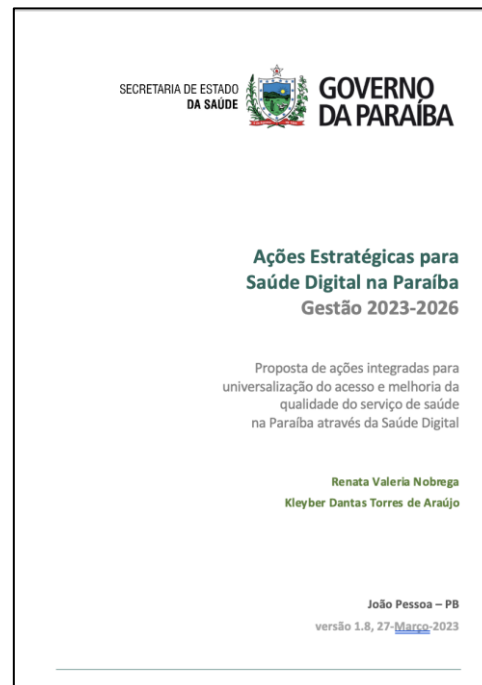 SECRETARIA DE ESTADO
DA SAÚDE
GOVERNO
DA PARAÍBA
Ações Estratégicas para
Saúde Digital na Paraíba
Gestão 2023-2026
Proposta de ações integradas para
universalização do acesso e melhoria da
qualidade do serviço de saúde
na Paraíba através da Saúde Digital
Renata Valeria Nobrega
Kleyber Dantas Torres de Araújo
João Pessoa – PB
versão 1.8, 27-Março-2023